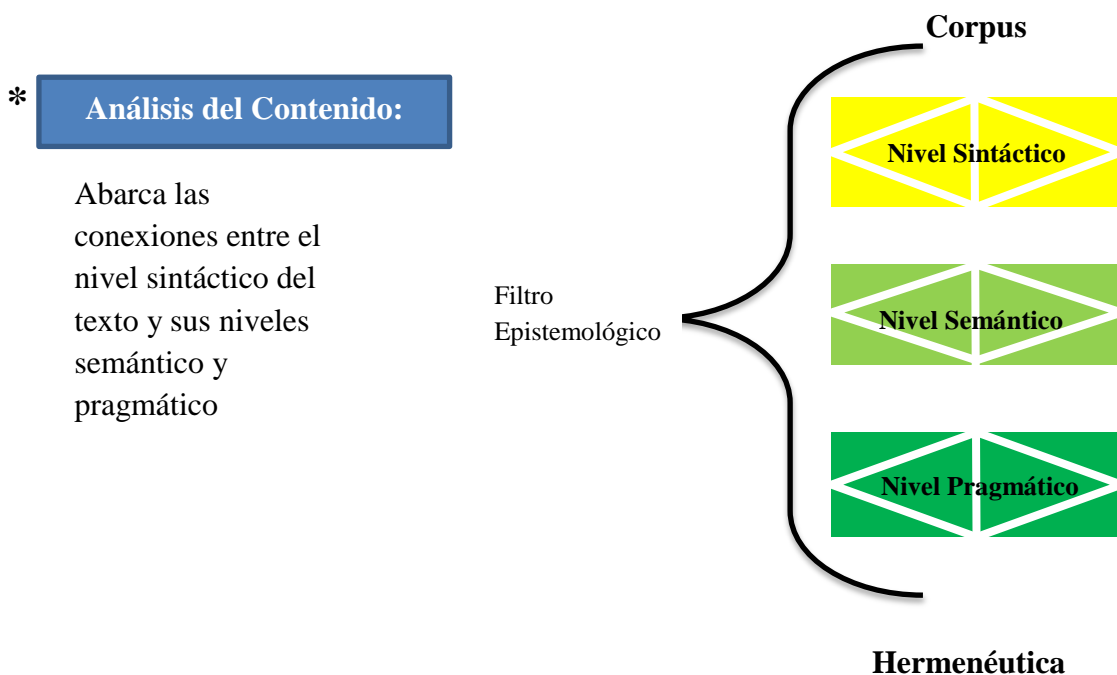 *
Análisis del Contenido:
Abarca las
conexiones entre el
nivel sintáctico del
texto y sus niveles
semántico y
pragmático
Filtro
Epistemológico
Corpus
Nivel Sintáctico
Nivel Semántico
Nivel Pragmático
Hermenéutica